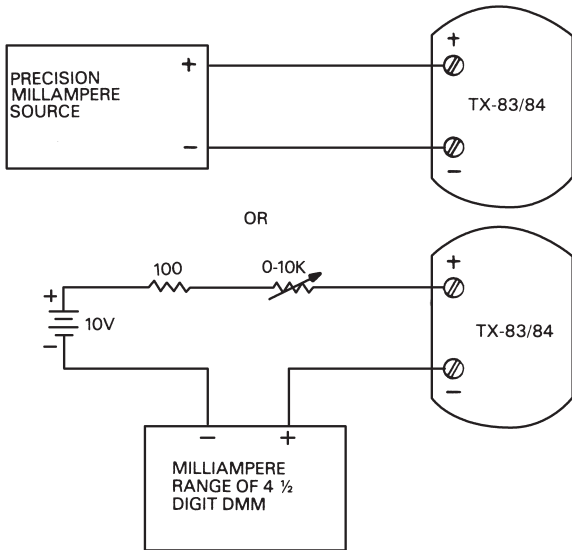 PRECISION
MILLAMPERE
SOURCE
+
−
+
TX-83/84
−
OR
100
0-10K
+
10V
−
+
TX-83/84
−
−
+
MILLIAMPERE
RANGE OF 4 ½
DIGIT DMM